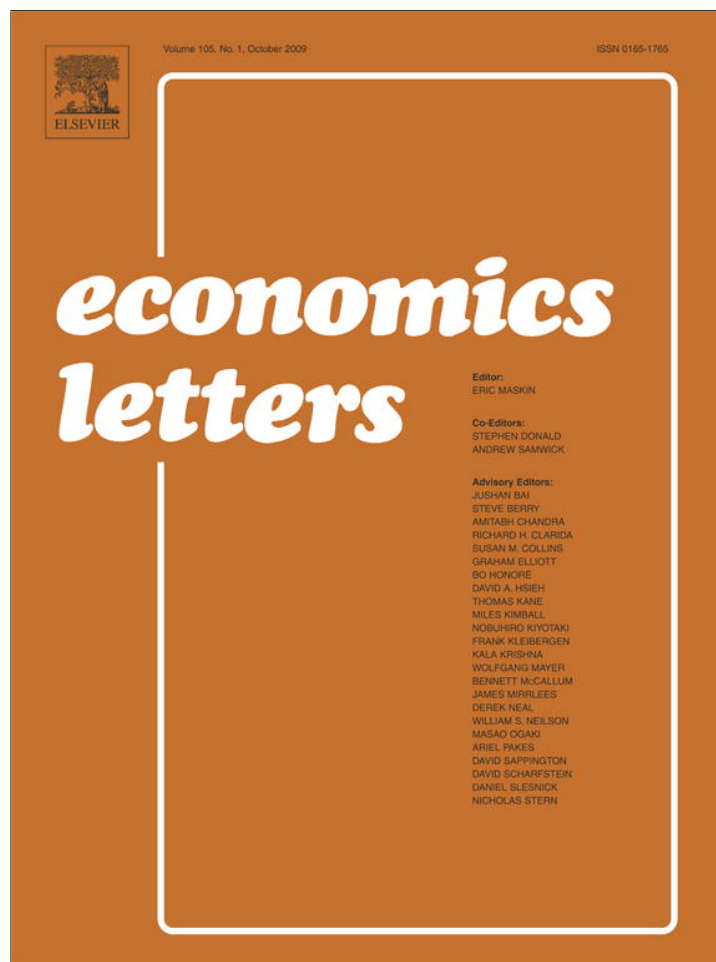 Volume 105, No. 1, October 2009 ISSN 0165-1765
ELSEVIER
economics
letters
Editor:
ERIC MASKIN
Co-Editors:
STEPHEN DONALD
ANDREW SAMWICK
Advisory Editors:
JUSHAN BAI
STEVE BERRY
AMITABH CHANDRA
RICHARD H. CLARIDA
SUSAN M. COLLINS
GRAHAM ELLIOTT
BO HONORÉ
DAVID A. HSIEH
THOMAS KANE
MILES KIMBALL
NOBUHIRO KIYOTAKI
FRANK KLEIBERGEN
KALA KRISHNA
WOLFGANG MAYER
BENNETT McCALLUM
JAMES MIRRLEES
DEREK NEAL
WILLIAM S. NEILSON
MASAO OGAKI
ARIEL PAKES
DAVID SAPPINGTON
DAVID SCHARFSTEIN
DANIEL SLESNICK
NICHOLAS STERN